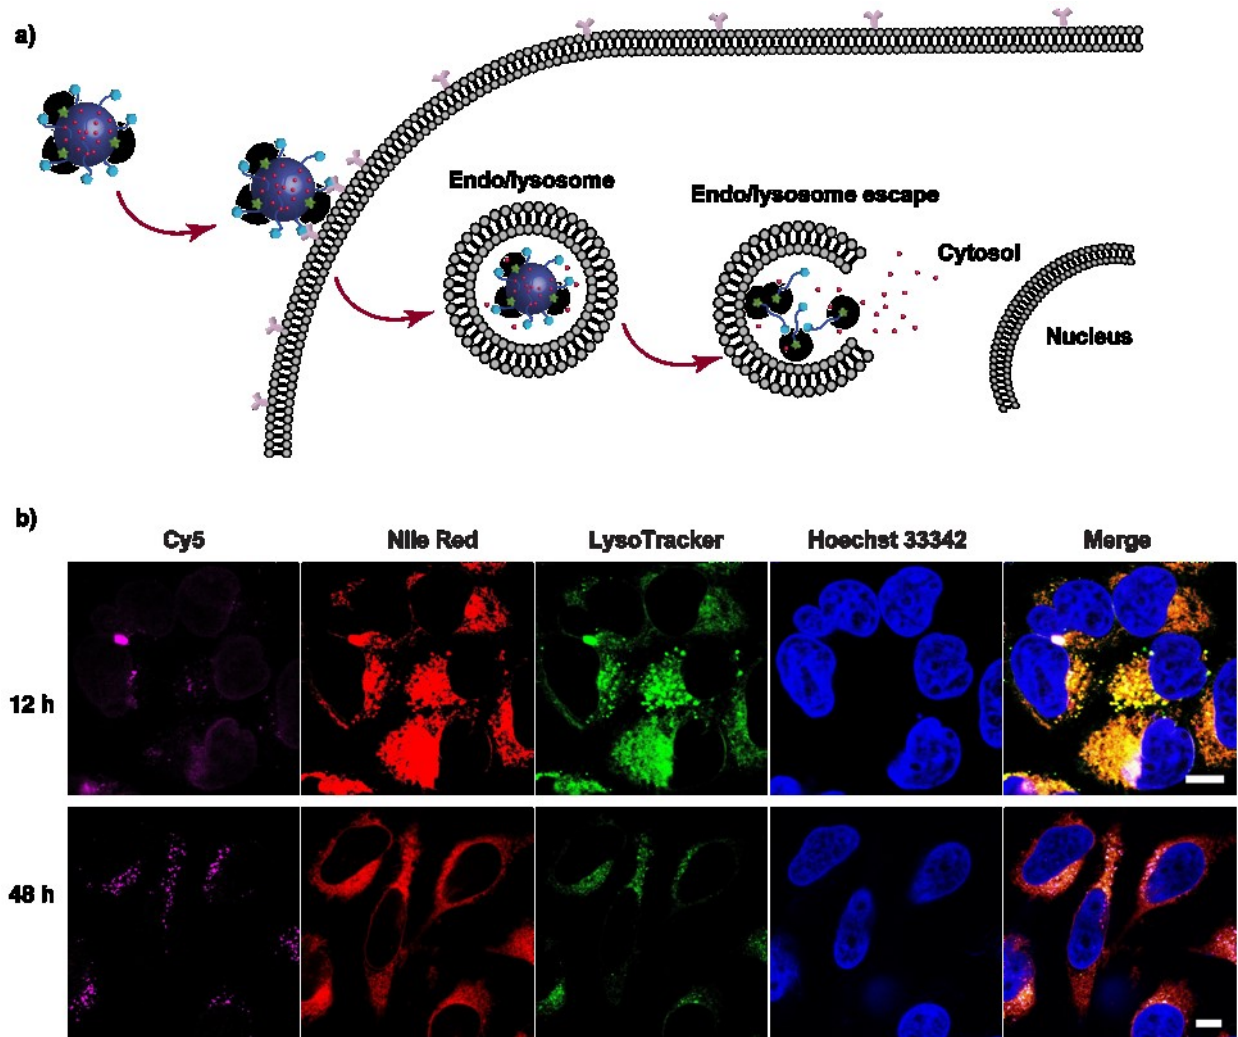 a)
Endo/lysosome
Endo/lysosome escape
Cytosol
Nucleus
b)
Cy5 Nile Red LysoTracker Hoechst 33342 Merge
12 h
48 h